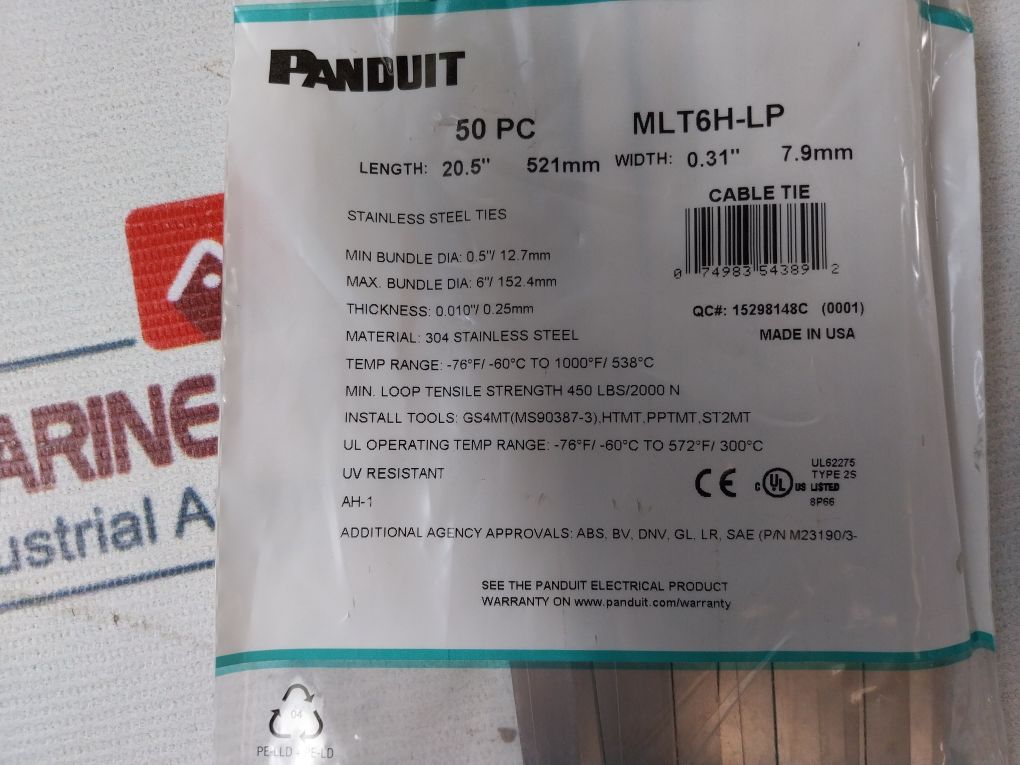 PANDUIT
50 PC MLT6H-LP
LENGTH: 20.5" 521mm WIDTH: 0.31" 7.9mm
CABLE TIE
STAINLESS STEEL TIES
0 74983 54389 2
MIN BUNDLE DIA: 0.5"/ 12.7mm
MAX. BUNDLE DIA: 6"/ 152.4mm
THICKNESS: 0.010"/ 0.25mm
QC#: 15298148C (0001)
MATERIAL: 304 STAINLESS STEEL
MADE IN USA
TEMP RANGE: -76°F/ -60°C TO 1000°F/ 538°C
MIN. LOOP TENSILE STRENGTH 450 LBS/2000 N
INSTALL TOOLS: GS4MT(MS90387-3),HTMT,PPTMT,ST2MT
UL OPERATING TEMP RANGE: -76°F/ -60°C TO 572°F/ 300°C
UV RESISTANT
AH-1
CE
C UL US LISTED
UL62275
TYPE 2S
8P66
ADDITIONAL AGENCY APPROVALS: ABS, BV, DNV, GL, LR, SAE (P/N M23190/3-
SEE THE PANDUIT ELECTRICAL PRODUCT
WARRANTY ON www.panduit.com/warranty
04
PE-LLD - PE-LD
ARINE
ustrial A